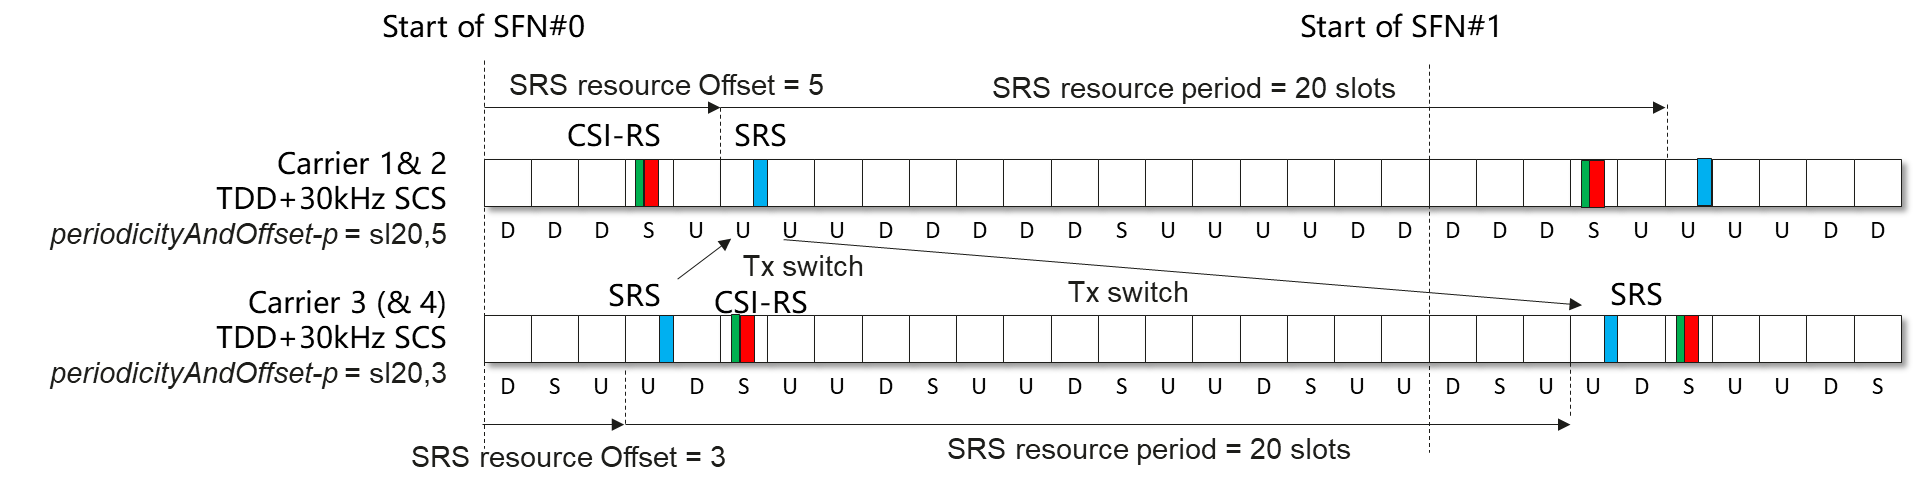 Start of SFN#0
Start of SFN#1
SRS resource Offset = 5
SRS resource period = 20 slots
CSI-RS
SRS
Carrier 1& 2
TDD+30kHz SCS
periodicityAndOffset-p = sl20,5
D D D S U U U U D D D D D S U U U U D D D D D S U U U U D D
Tx switch
Tx switch
SRS
CSI-RS
SRS
Carrier 3 (& 4)
TDD+30kHz SCS
periodicityAndOffset-p = sl20,3
D S U U D S U U D S U U D S U U D S U U D S U U D S U U D S
SRS resource Offset = 3
SRS resource period = 20 slots